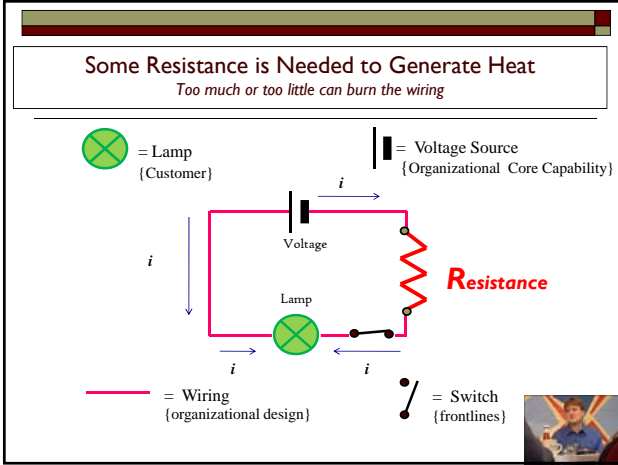 Some Resistance is Needed to Generate Heat
Too much or too little can burn the wiring
= Lamp
{Customer}
= Voltage Source
{Organizational Core Capability}
i
Voltage
i
Resistance
Lamp
i
i
= Wiring
{organizational design}
= Switch
{frontlines}